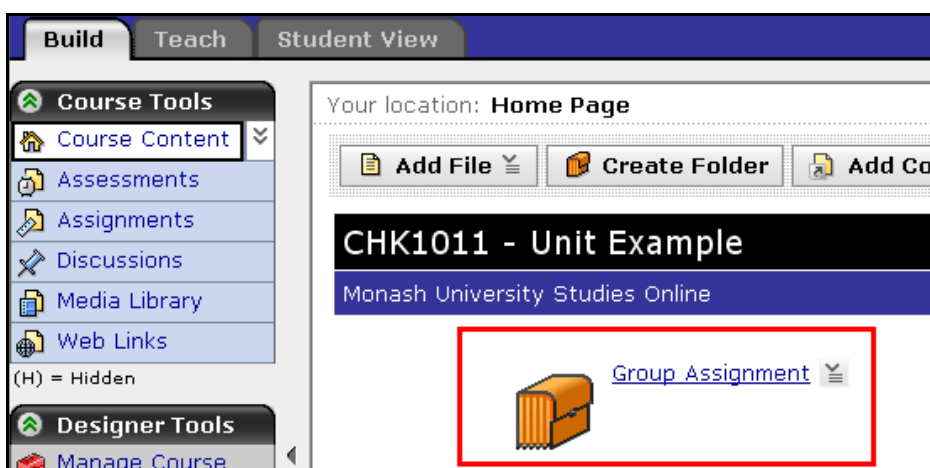 Build Teach Student View
Course Tools
Course Content
Assessments
Assignments
Discussions
Media Library
Web Links
(H) = Hidden
Designer Tools
Manage Course
Your location: Home Page
Add File Create Folder Add Co
CHK1011 - Unit Example
Monash University Studies Online
Group Assignment